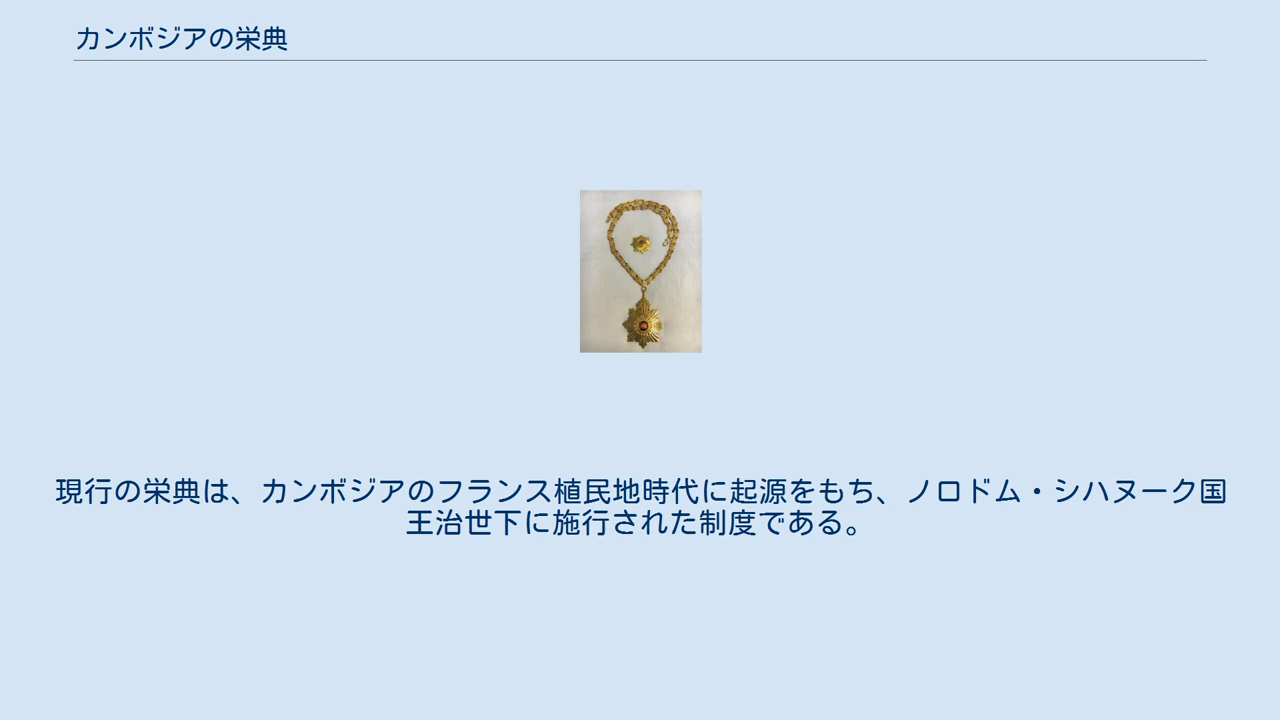 カンボジアの栄典
現行の栄典は、カンボジアのフランス植民地時代に起源をもち、ノロドム・シハヌーク国
王治世下に施行された制度である。